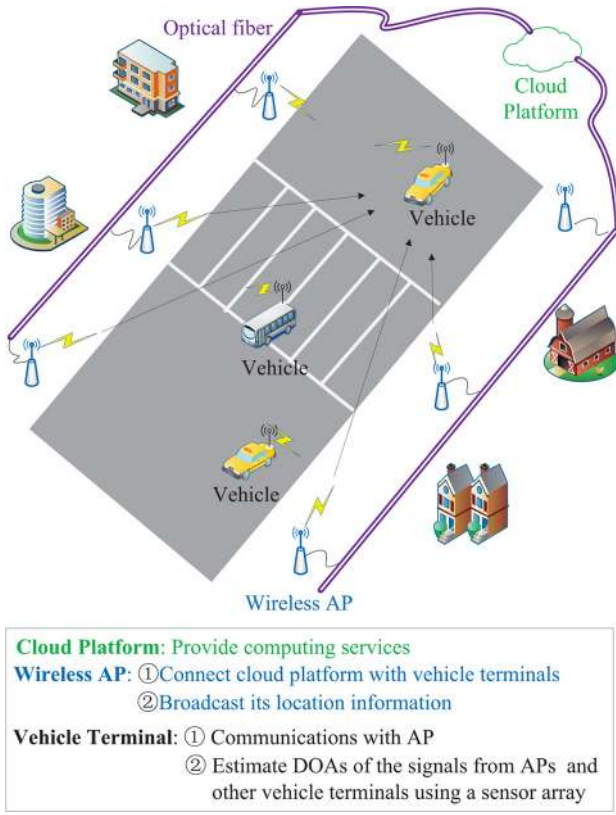 Optical fiber
Cloud
Platform
Vehicle
Vehicle
Vehicle
Wireless AP
Cloud Platform: Provide computing services
Wireless AP: ①Connect cloud platform with vehicle terminals
②Broadcast its location information
Vehicle Terminal: ① Communications with AP
② Estimate DOAs of the signals from APs and
other vehicle terminals using a sensor array